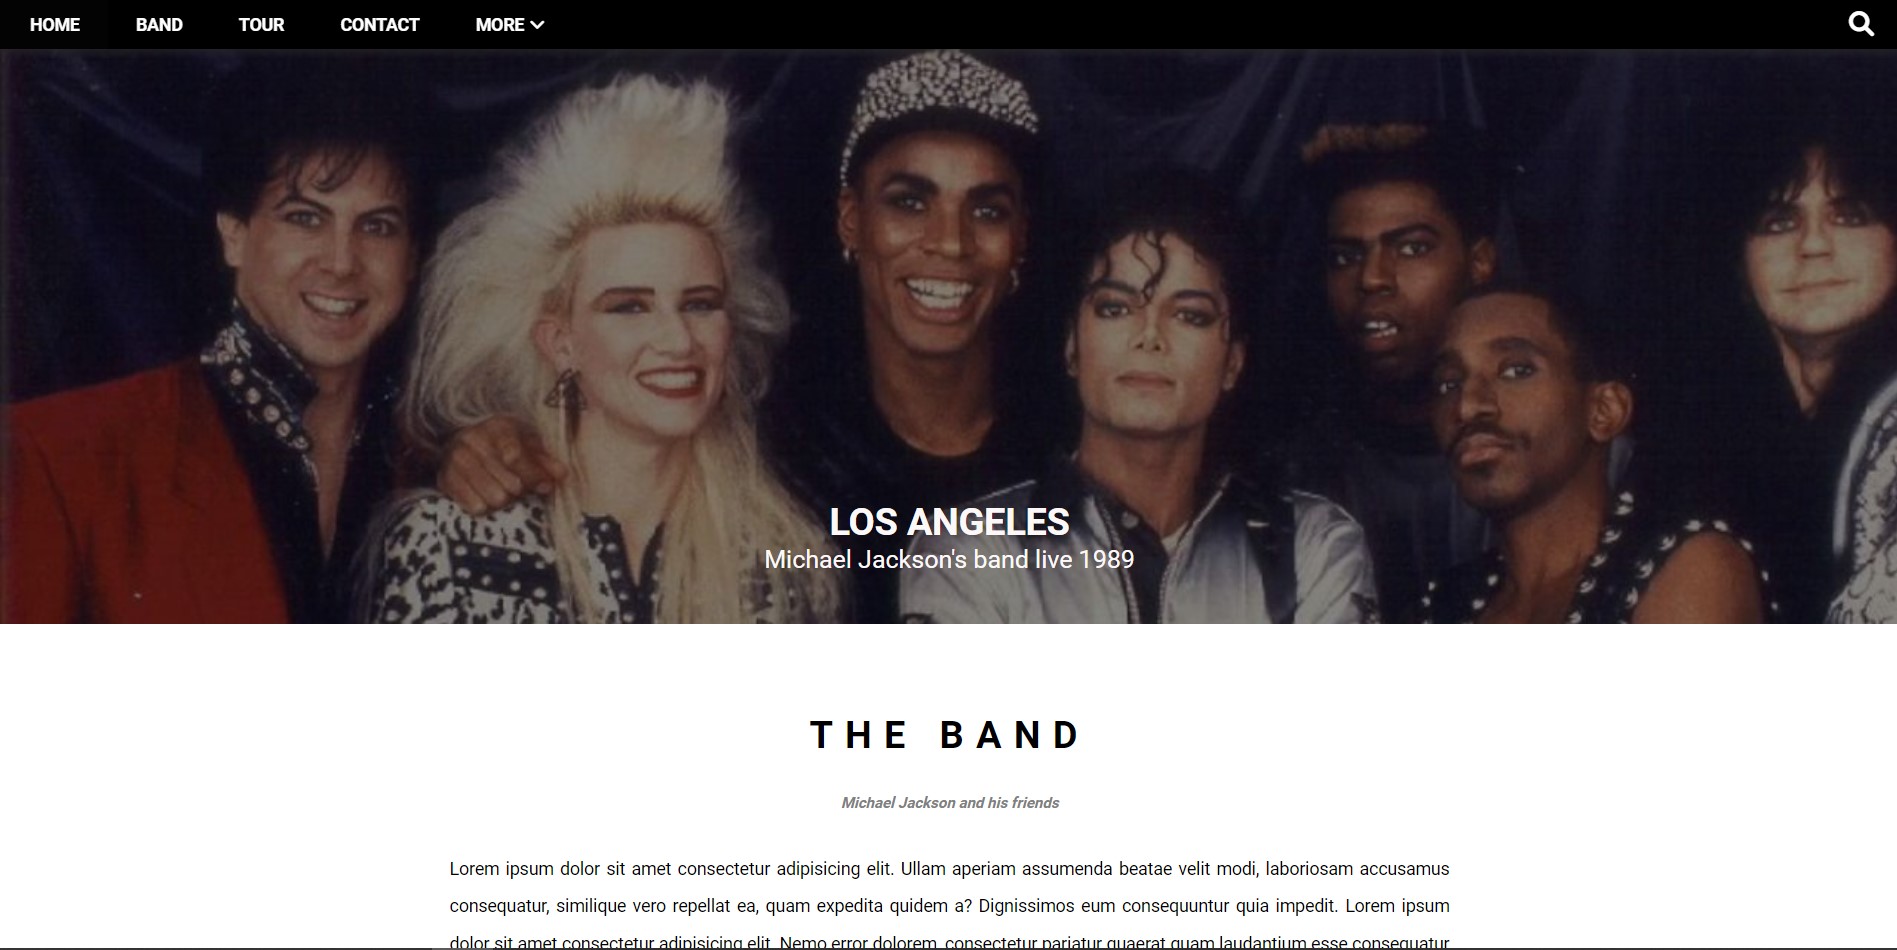 HOME BAND TOUR CONTACT MORE
LOS ANGELES
Michael Jackson's band live 1989
THE BAND
Michael Jackson and his friends
Lorem ipsum dolor sit amet consectetur adipisicing elit. Ullam aperiam assumenda beatae velit modi, laboriosam accusamus
consequatur, similique vero repellat ea, quam expedita quidem a? Dignissimos eum consequuntur quia impedit. Lorem ipsum
dolor sit amet consectetur adipisicing elit. Nemo error dolorem, consectetur pariatur quaerat quam laudantium esse consequatur